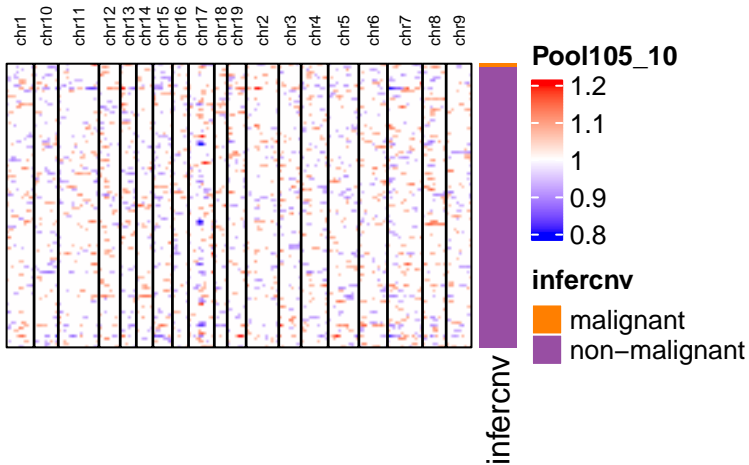 chr1
chr10
chr11
chr12
chr13
chr14
chr15
chr16
chr17
chr18
chr19
chr2
chr3
chr4
chr5
chr6
chr7
chr8
chr9
Pool105_10
1.2
1.1
1
0.9
0.8
infercnv
malignant
non−malignant
infercnv